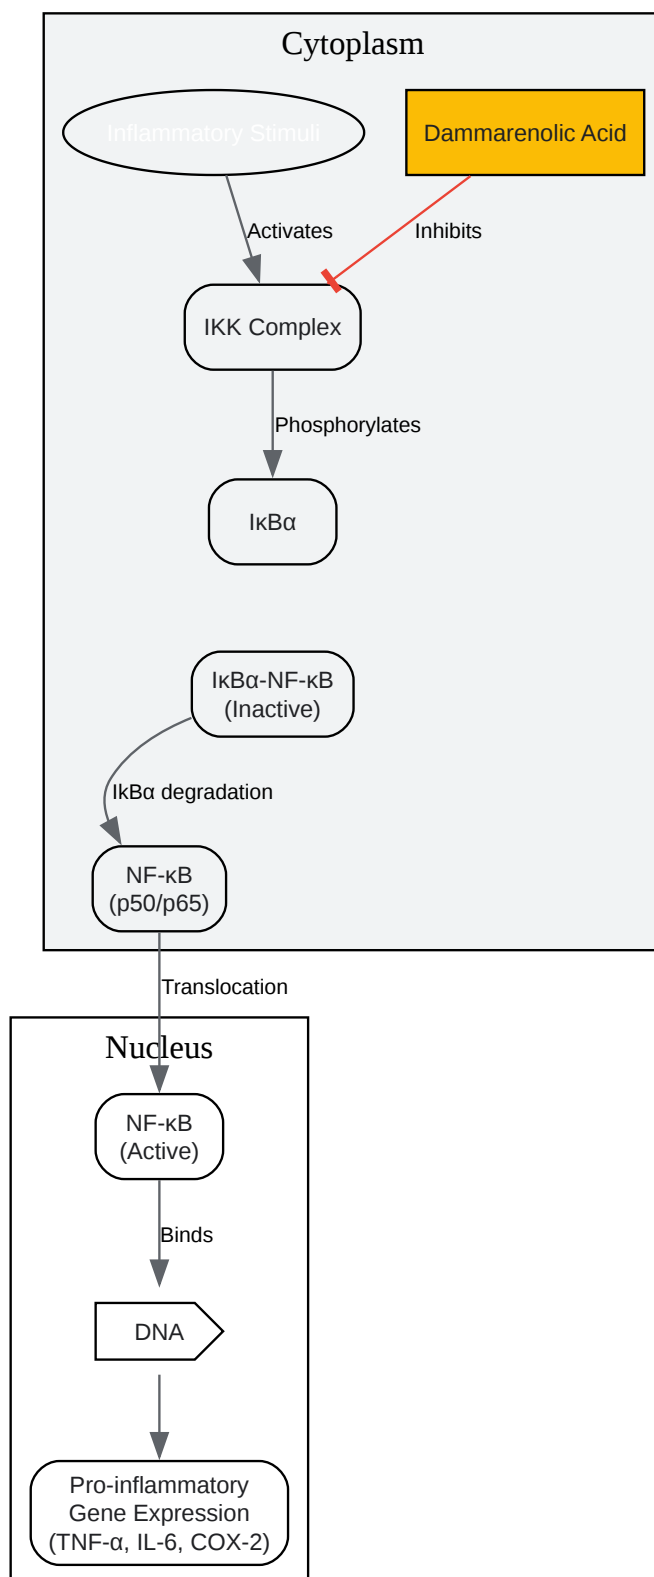 Cytoplasm
Inflammatory Stimuli
Dammarenolic Acid
Activates
Inhibits
IKK Complex
Phosphorylates
IκBα
IκBα-NF-κB
(Inactive)
IkBα degradation
NF-κB
(p50/p65)
Translocation
Nucleus
NF-κB
(Active)
Binds
DNA
Pro-inflammatory
Gene Expression
(TNF-α, IL-6, COX-2)